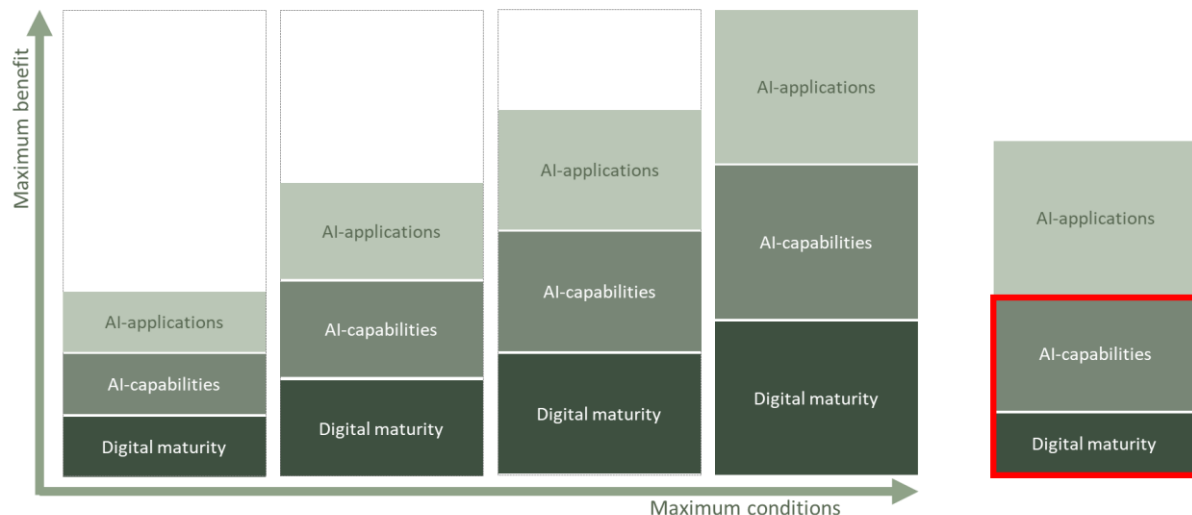 Maximum benefit
AI-applications
AI-capabilities
Digital maturity
AI-applications
AI-capabilities
Digital maturity
AI-applications
AI-capabilities
Digital maturity
AI-applications
AI-capabilities
Digital maturity
AI-applications
AI-capabilities
Digital maturity
Maximum conditions